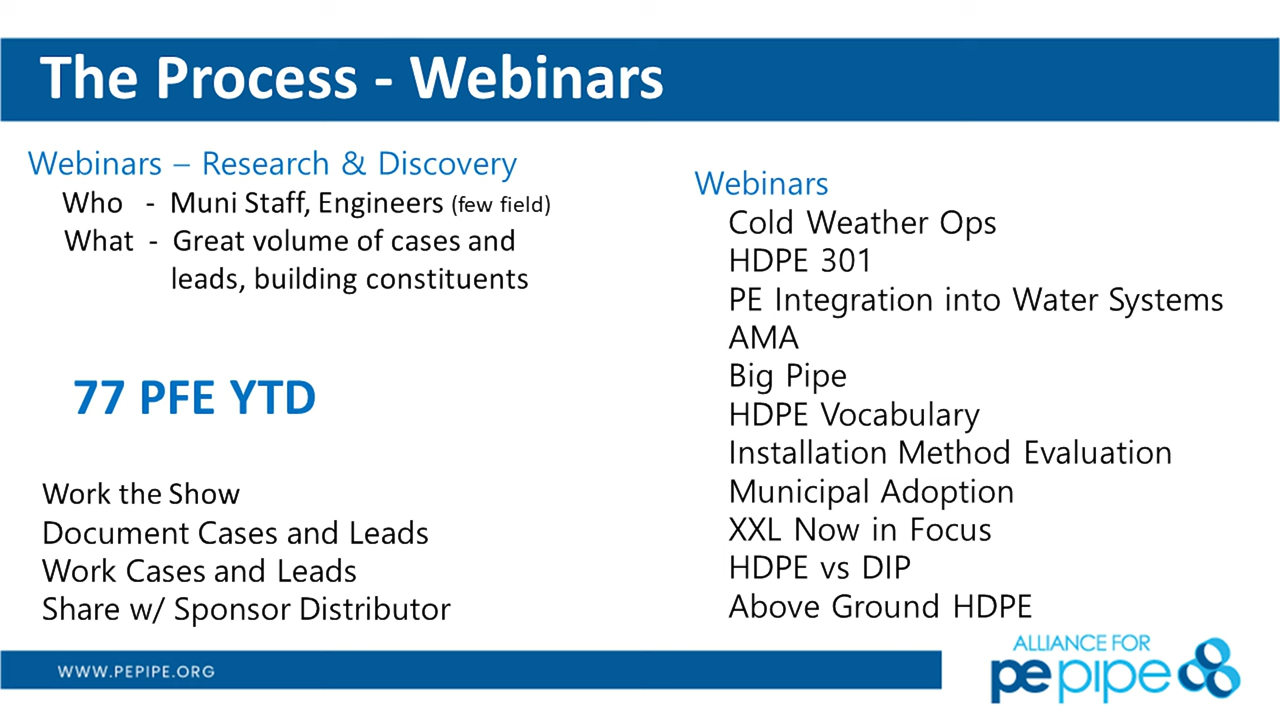 The Process - Webinars
Webinars – Research & Discovery
Who - Muni Staff, Engineers (few field)
What - Great volume of cases and
leads, building constituents
77 PFE YTD
Work the Show
Document Cases and Leads
Work Cases and Leads
Share w/ Sponsor Distributor
Webinars
Cold Weather Ops
HDPE 301
PE Integration into Water Systems
AMA
Big Pipe
HDPE Vocabulary
Installation Method Evaluation
Municipal Adoption
XXL Now in Focus
HDPE vs DIP
Above Ground HDPE
WWW.PEPIPE.ORG
ALLIANCE FOR
pepipe